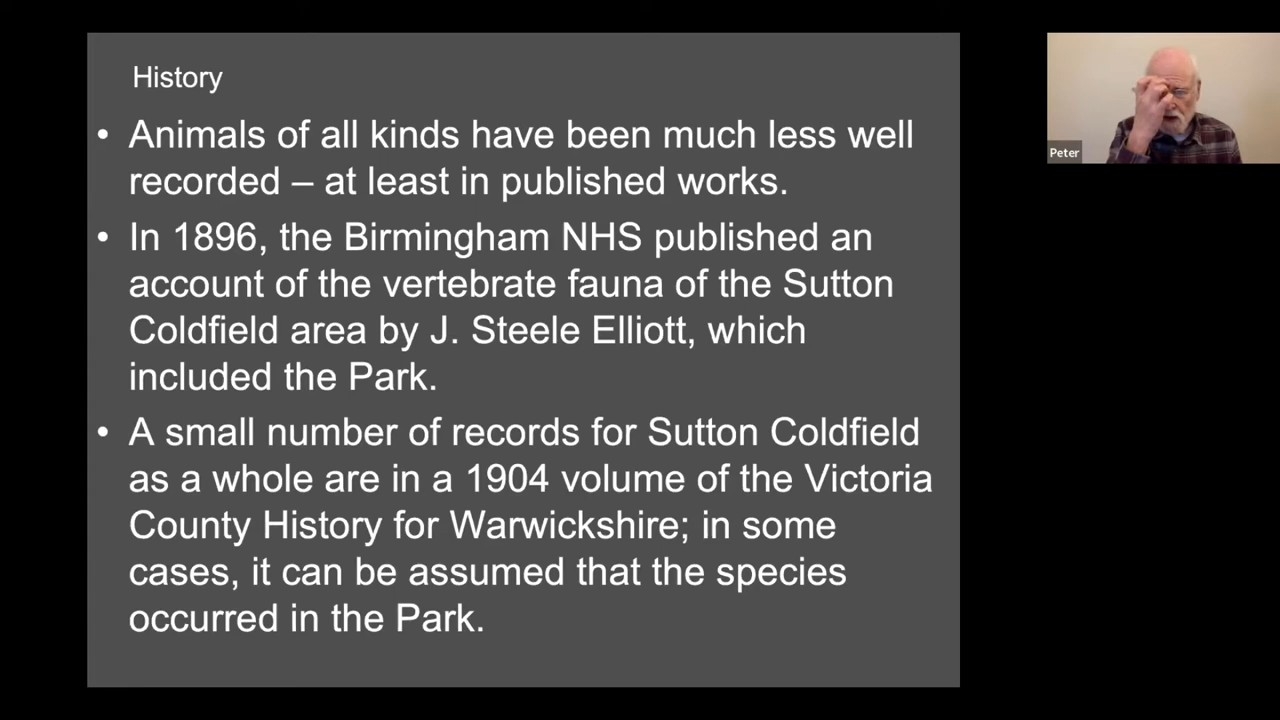 History
• Animals of all kinds have been much less well
recorded – at least in published works.
• In 1896, the Birmingham NHS published an
account of the vertebrate fauna of the Sutton
Coldfield area by J. Steele Elliott, which
included the Park.
• A small number of records for Sutton Coldfield
as a whole are in a 1904 volume of the Victoria
County History for Warwickshire; in some
cases, it can be assumed that the species
occurred in the Park.
Peter